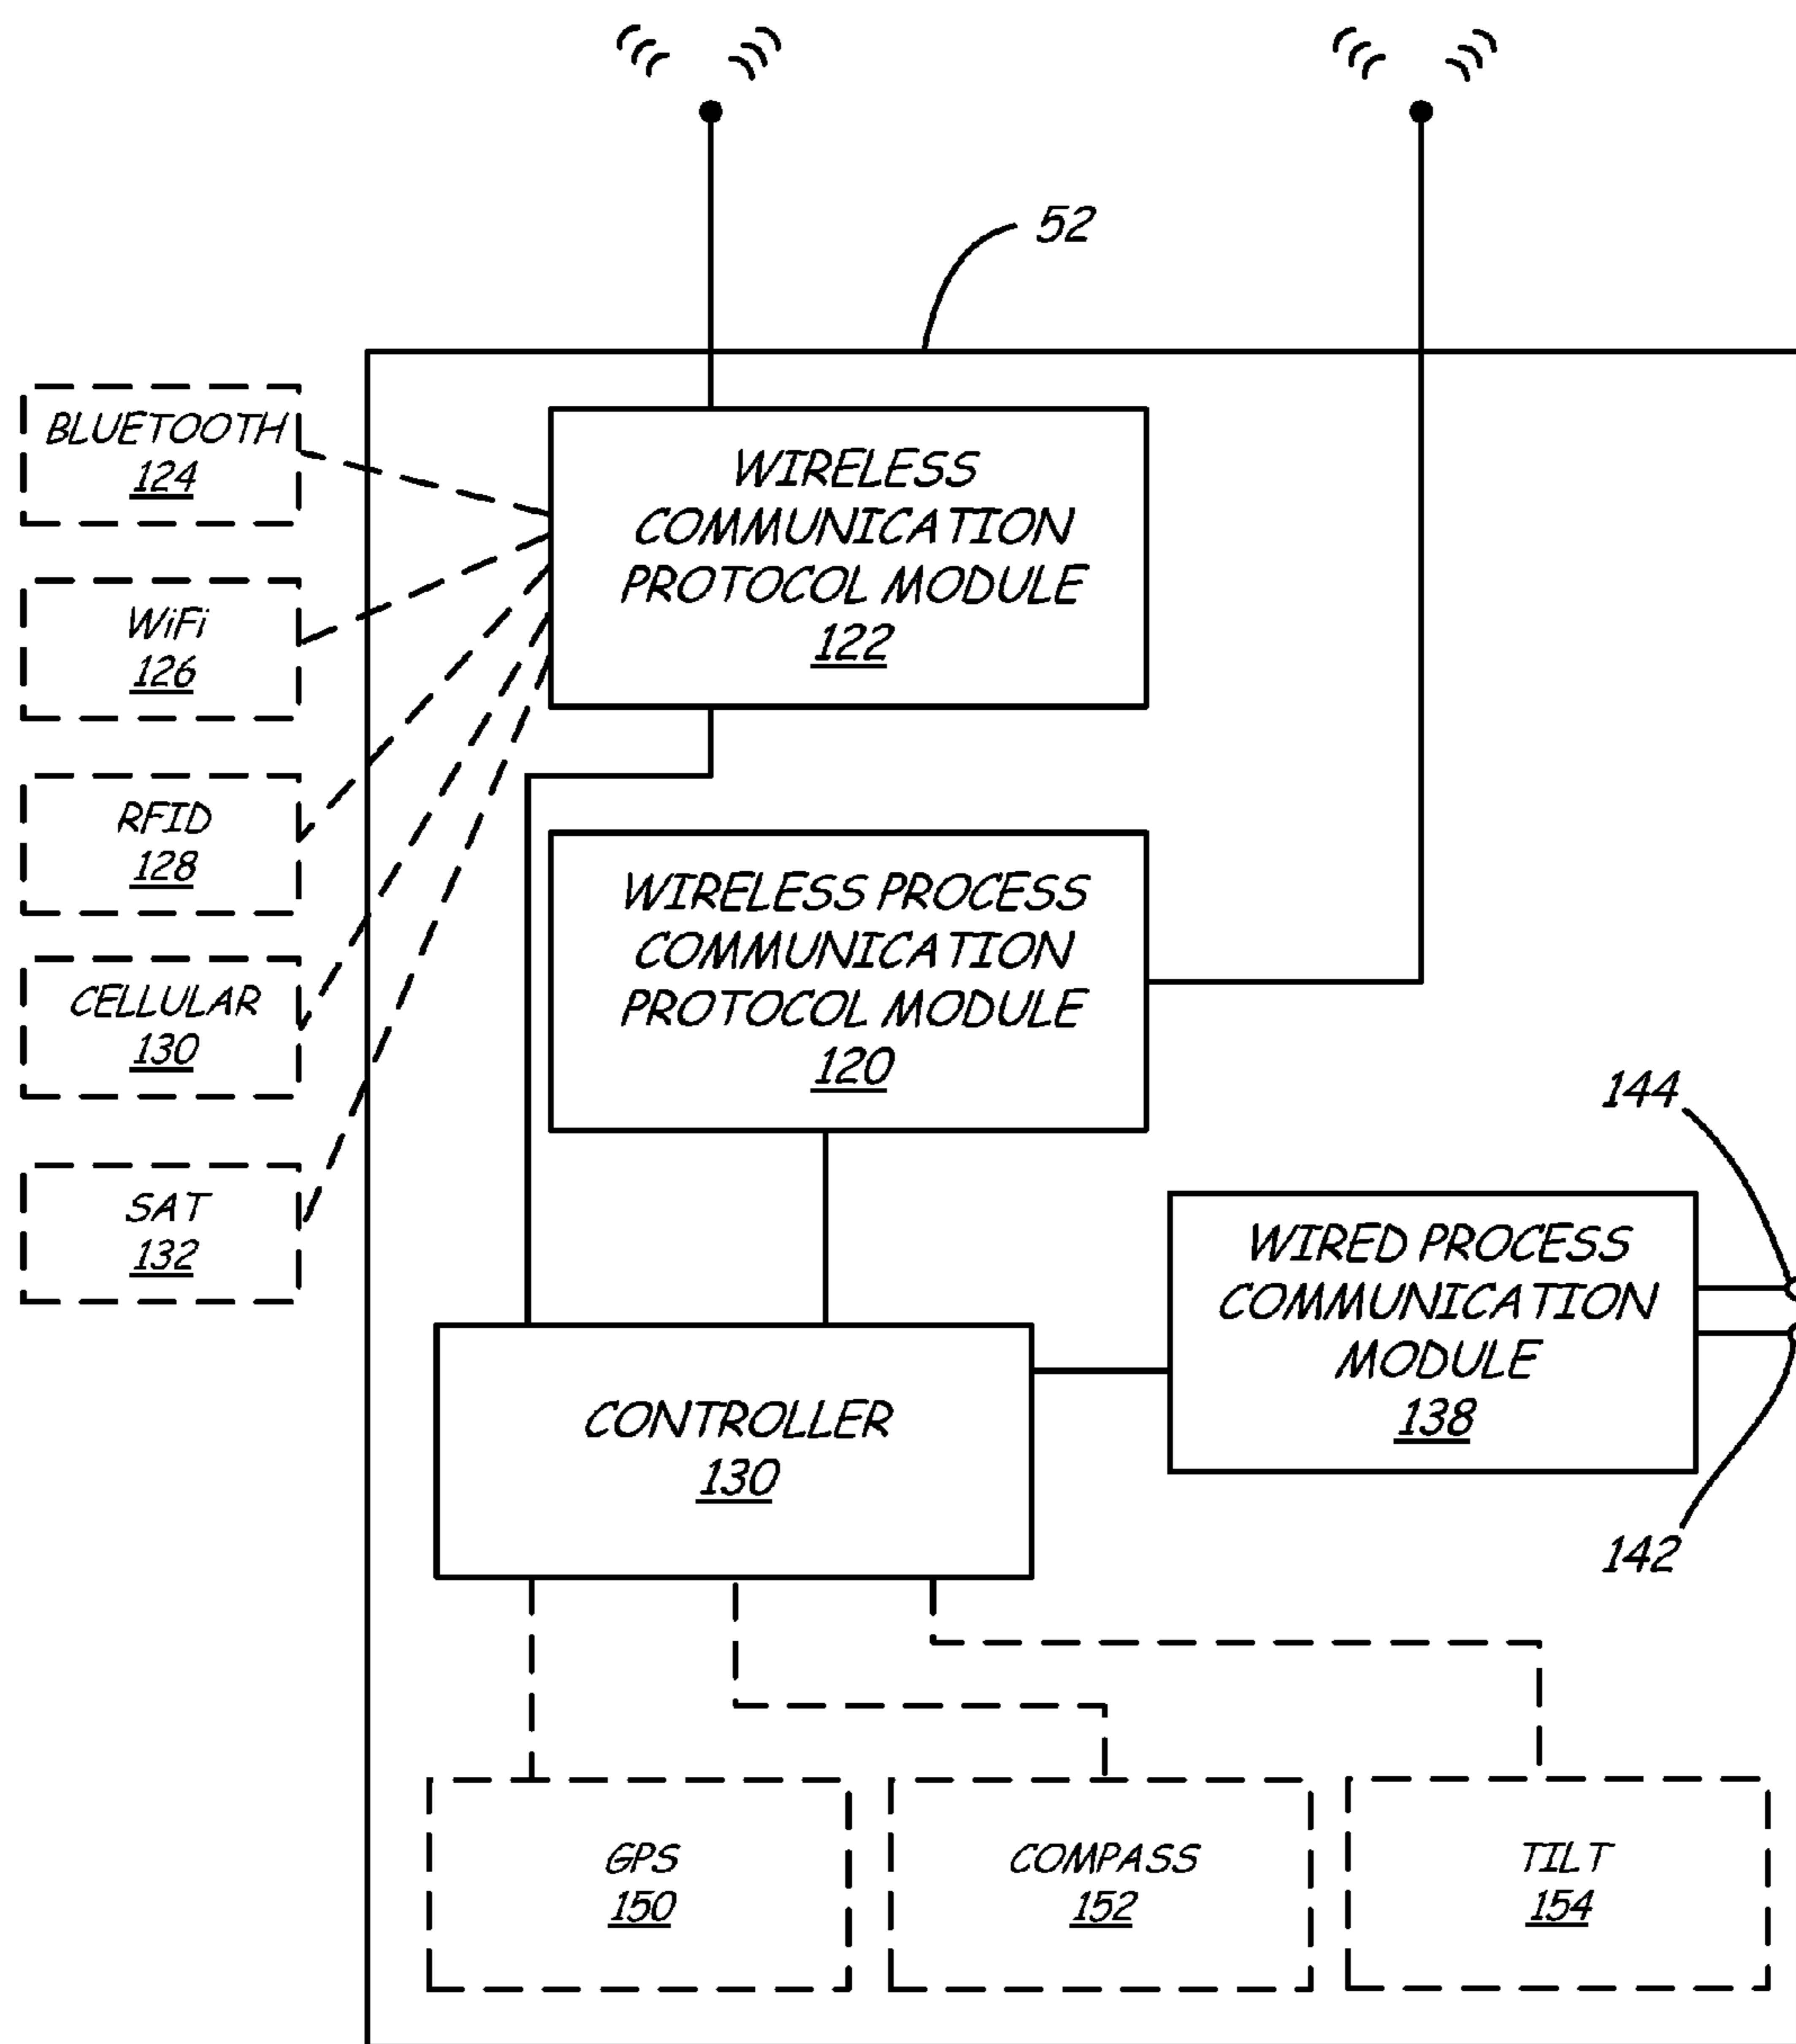 52
BLUETOOTH
124
WiFi
126
RFID
128
CELLULAR
130
SAT
132
WIRELESS
COMMUNICATION
PROTOCOL MODULE
122
WIRELESS PROCESS
COMMUNICATION
PROTOCOL MODULE
120
144
WIRED PROCESS
COMMUNICATION
MODULE
138
142
CONTROLLER
130
GPS
150
COMPASS
152
TILT
154